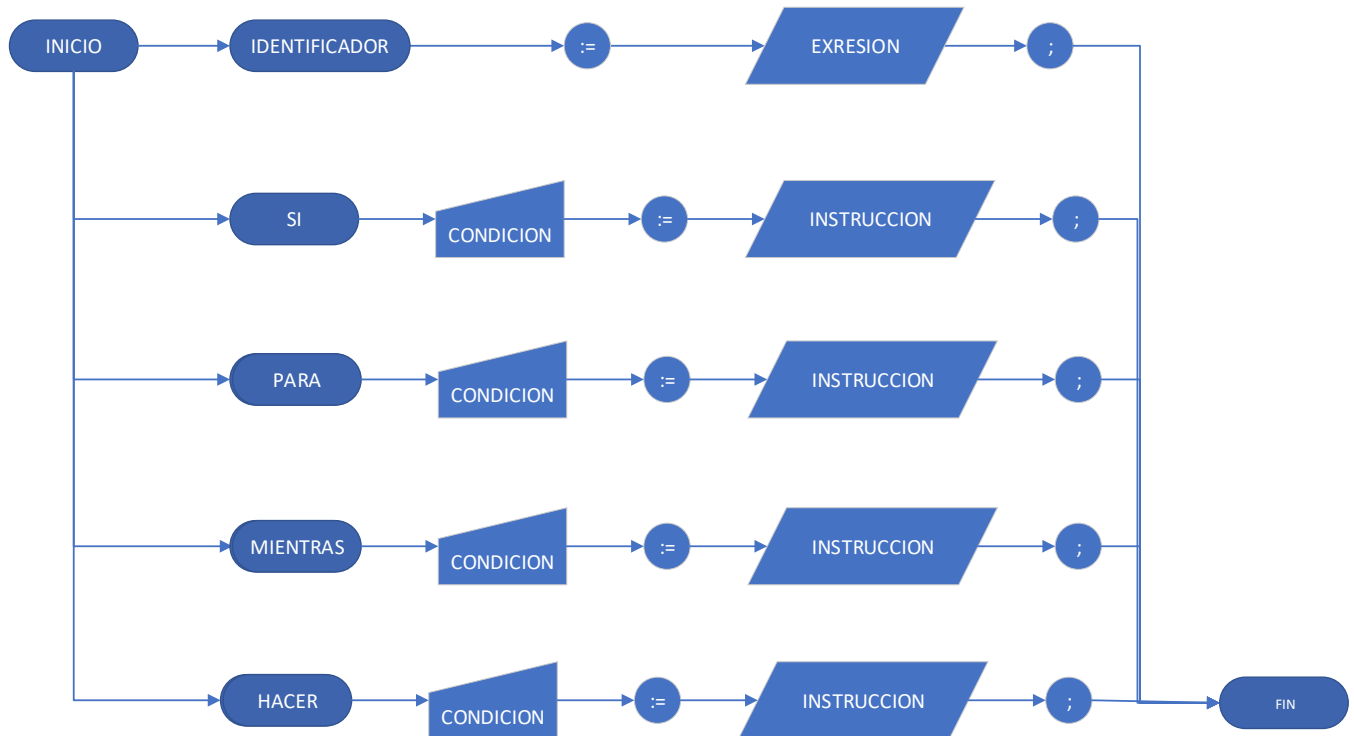 INICIO
IDENTIFICADOR
:=
EXRESION
;
SI
CONDICION
:=
INSTRUCCION
;
PARA
CONDICION
:=
INSTRUCCION
;
MIENTRAS
CONDICION
:=
INSTRUCCION
;
HACER
CONDICION
:=
INSTRUCCION
;
FIN